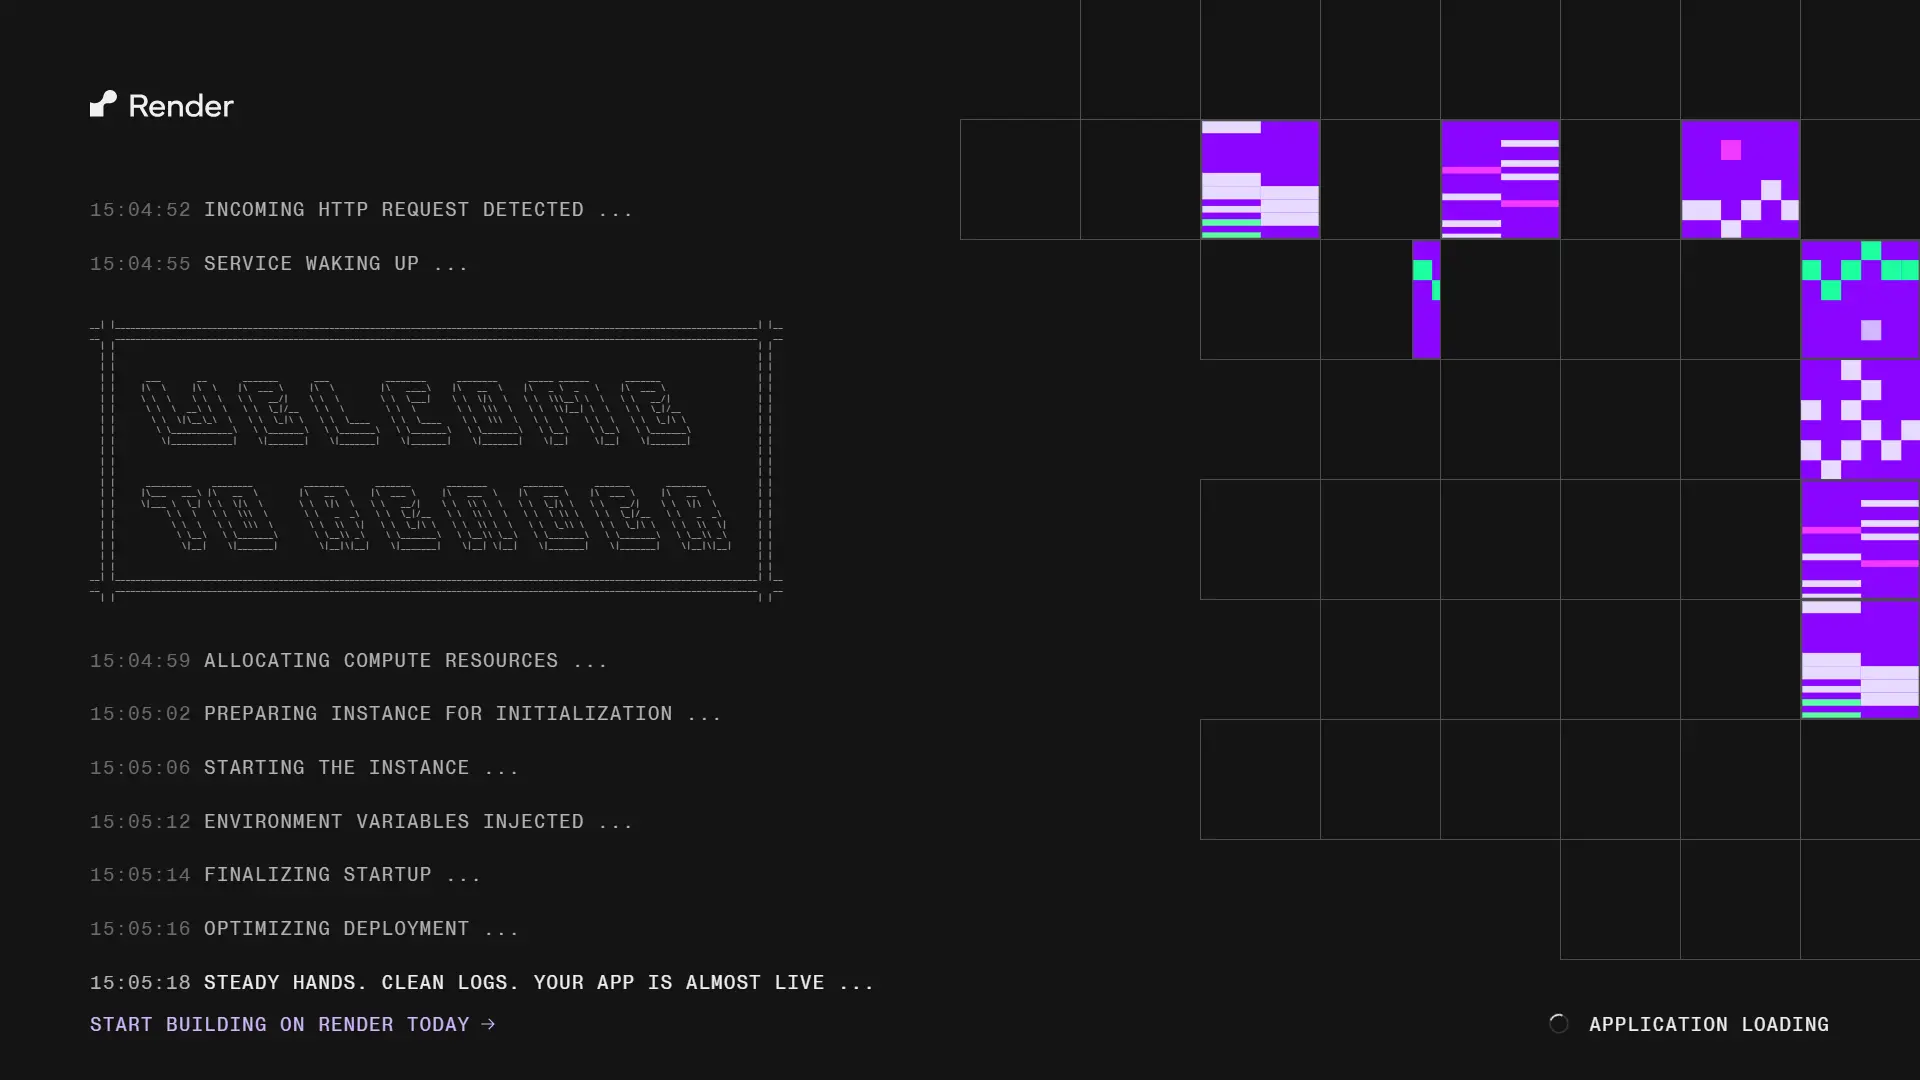 Render
15:04:52 INCOMING HTTP REQUEST DETECTED ...
15:04:55 SERVICE WAKING UP ...
WELCOME
TO RENDER
15:04:59 ALLOCATING COMPUTE RESOURCES ...
15:05:02 PREPARING INSTANCE FOR INITIALIZATION ...
15:05:06 STARTING THE INSTANCE ...
15:05:12 ENVIRONMENT VARIABLES INJECTED ...
15:05:14 FINALIZING STARTUP ...
15:05:16 OPTIMIZING DEPLOYMENT ...
15:05:18 STEADY HANDS. CLEAN LOGS. YOUR APP IS ALMOST LIVE ...
START BUILDING ON RENDER TODAY →
APPLICATION LOADING